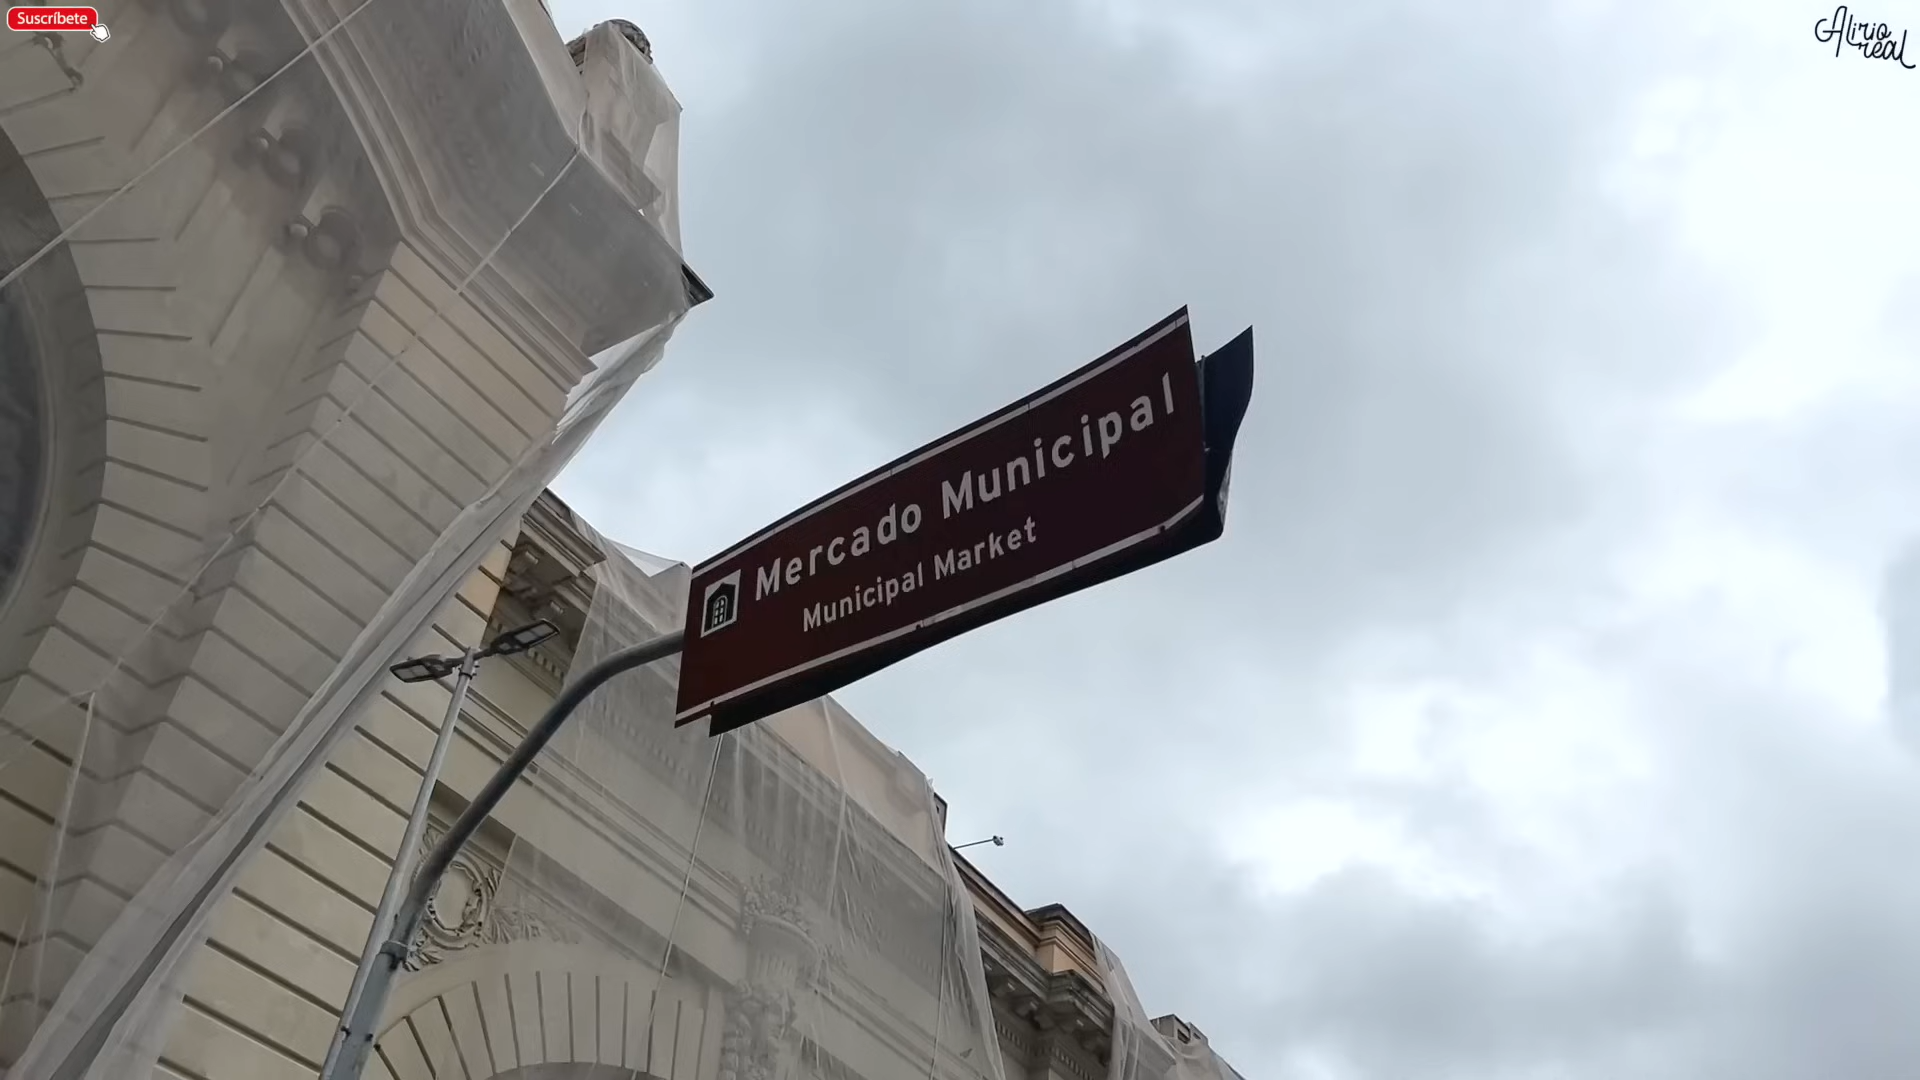 Suscríbete
Alirio
real
Mercado Municipal
Municipal Market